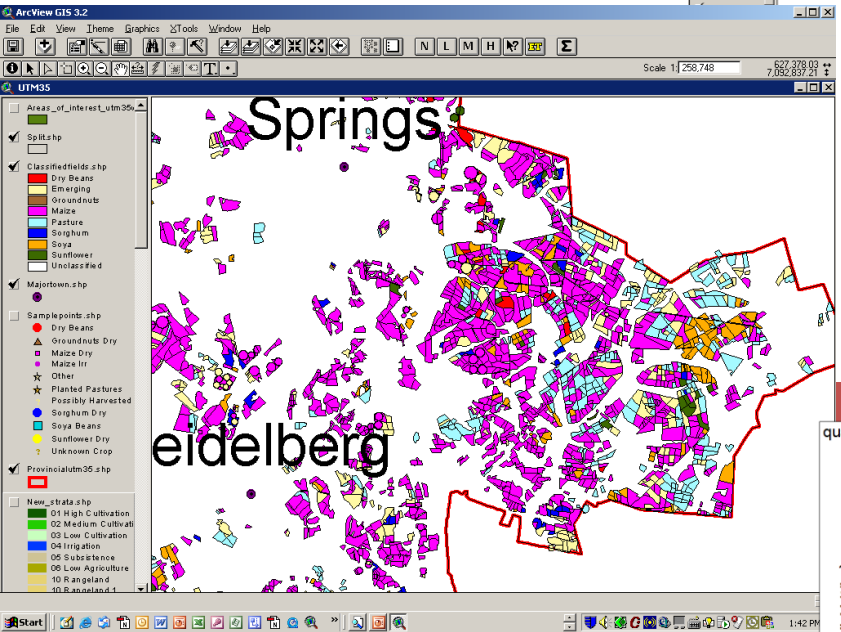 ArcView GIS 3.2
File Edit View Theme Graphics XTools Window Help
N L M H
Scale 1: 258,748
627,378.03
7,092,837.21
UTM35
Areas_of_interest_utm35
Split.shp
Classifiedfields.shp
Dry Beans
Emerging
Groundnuts
Maize
Pasture
Sorghum
Soya
Sunflower
Unclassified
Majortown.shp
Samplepoints.shp
Dry Beans
Groundnuts Dry
Maize Dry
Maize Irr
Other
Planted Pastures
Possibly Harvested
Sorghum Dry
Soya Beans
Sunflower Dry
Unknown Crop
Provincialutm35.shp
New_strata.shp
01 High Cultivation
02 Medium Cultivati
03 Low Cultivation
04 Irrigation
05 Subsistence
06 Low Agriculture
10 Rangeland
10 Rangeland 1
Springs
eidelberg
qu
Start
1:42 PM